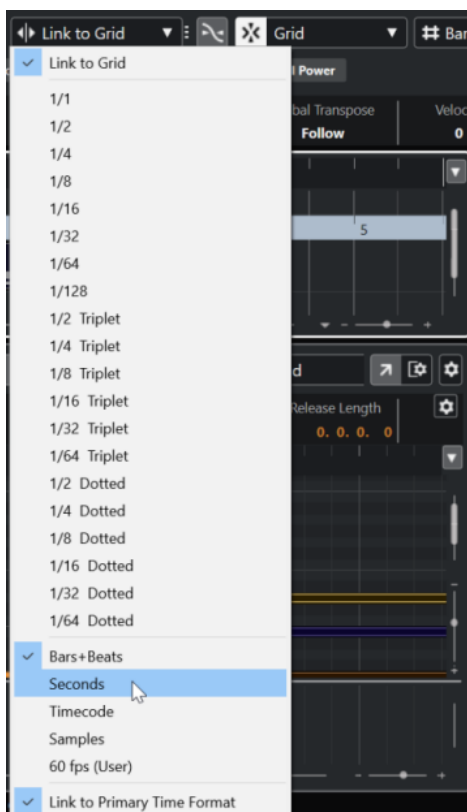 Link to Grid
Grid
Bar
Link to Grid
Power
1/1
bal Transpose
Veloc
1/2
Follow
0
1/4
1/8
1/16
1/32
5
1/64
1/128
1/2 Triplet
1/4 Triplet
1/8 Triplet
d
1/16 Triplet
Release Length
1/32 Triplet
0. 0. 0. 0
1/64 Triplet
1/2 Dotted
1/4 Dotted
1/8 Dotted
1/16 Dotted
1/32 Dotted
1/64 Dotted
Bars+Beats
Seconds
Timecode
Samples
60 fps (User)
Link to Primary Time Format